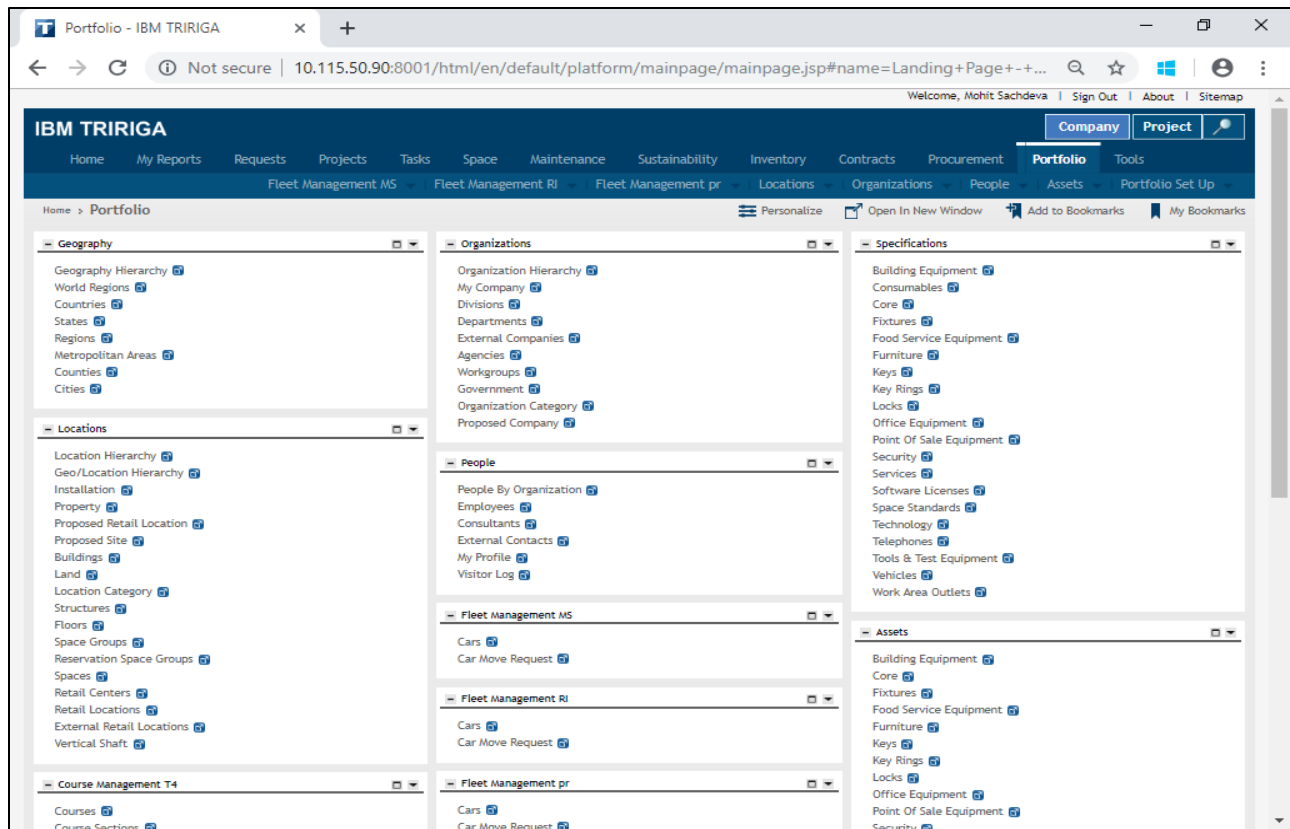 Portfolio - IBM TRIRIGA
Not secure | 10.115.50.90:8001/html/en/default/platform/mainpage/mainpage.jsp#name=Landing+Page+-+...
Welcome, Mohit Sachdeva | Sign Out | About | Sitemap
IBM TRIRIGA
Company Project
Home My Reports Requests Projects Tasks Space Maintenance Sustainability Inventory Contracts Procurement Portfolio Tools
Fleet Management MS Fleet Management RI Fleet Management pr Locations Organizations People Assets Portfolio Set Up
Home > Portfolio
Personalize Open In New Window Add to Bookmarks My Bookmarks
Geography
Geography Hierarchy
World Regions
Countries
States
Regions
Metropolitan Areas
Counties
Cities
Locations
Location Hierarchy
Geo/Location Hierarchy
Installation
Property
Proposed Retail Location
Proposed Site
Buildings
Land
Location Category
Structures
Floors
Space Groups
Reservation Space Groups
Spaces
Retail Centers
Retail Locations
External Retail Locations
Vertical Shaft
Course Management T4
Courses
Course Sections
Organizations
Organization Hierarchy
My Company
Divisions
Departments
External Companies
Agencies
Workgroups
Government
Organization Category
Proposed Company
People
People By Organization
Employees
Consultants
External Contacts
My Profile
Visitor Log
Fleet Management MS
Cars
Car Move Request
Fleet Management RI
Cars
Car Move Request
Fleet Management pr
Cars
Car Move Request
Specifications
Building Equipment
Consumables
Core
Fixtures
Food Service Equipment
Furniture
Keys
Key Rings
Locks
Office Equipment
Point Of Sale Equipment
Security
Services
Software Licenses
Space Standards
Technology
Telephones
Tools & Test Equipment
Vehicles
Work Area Outlets
Assets
Building Equipment
Core
Fixtures
Food Service Equipment
Furniture
Keys
Key Rings
Locks
Office Equipment
Point Of Sale Equipment
Security